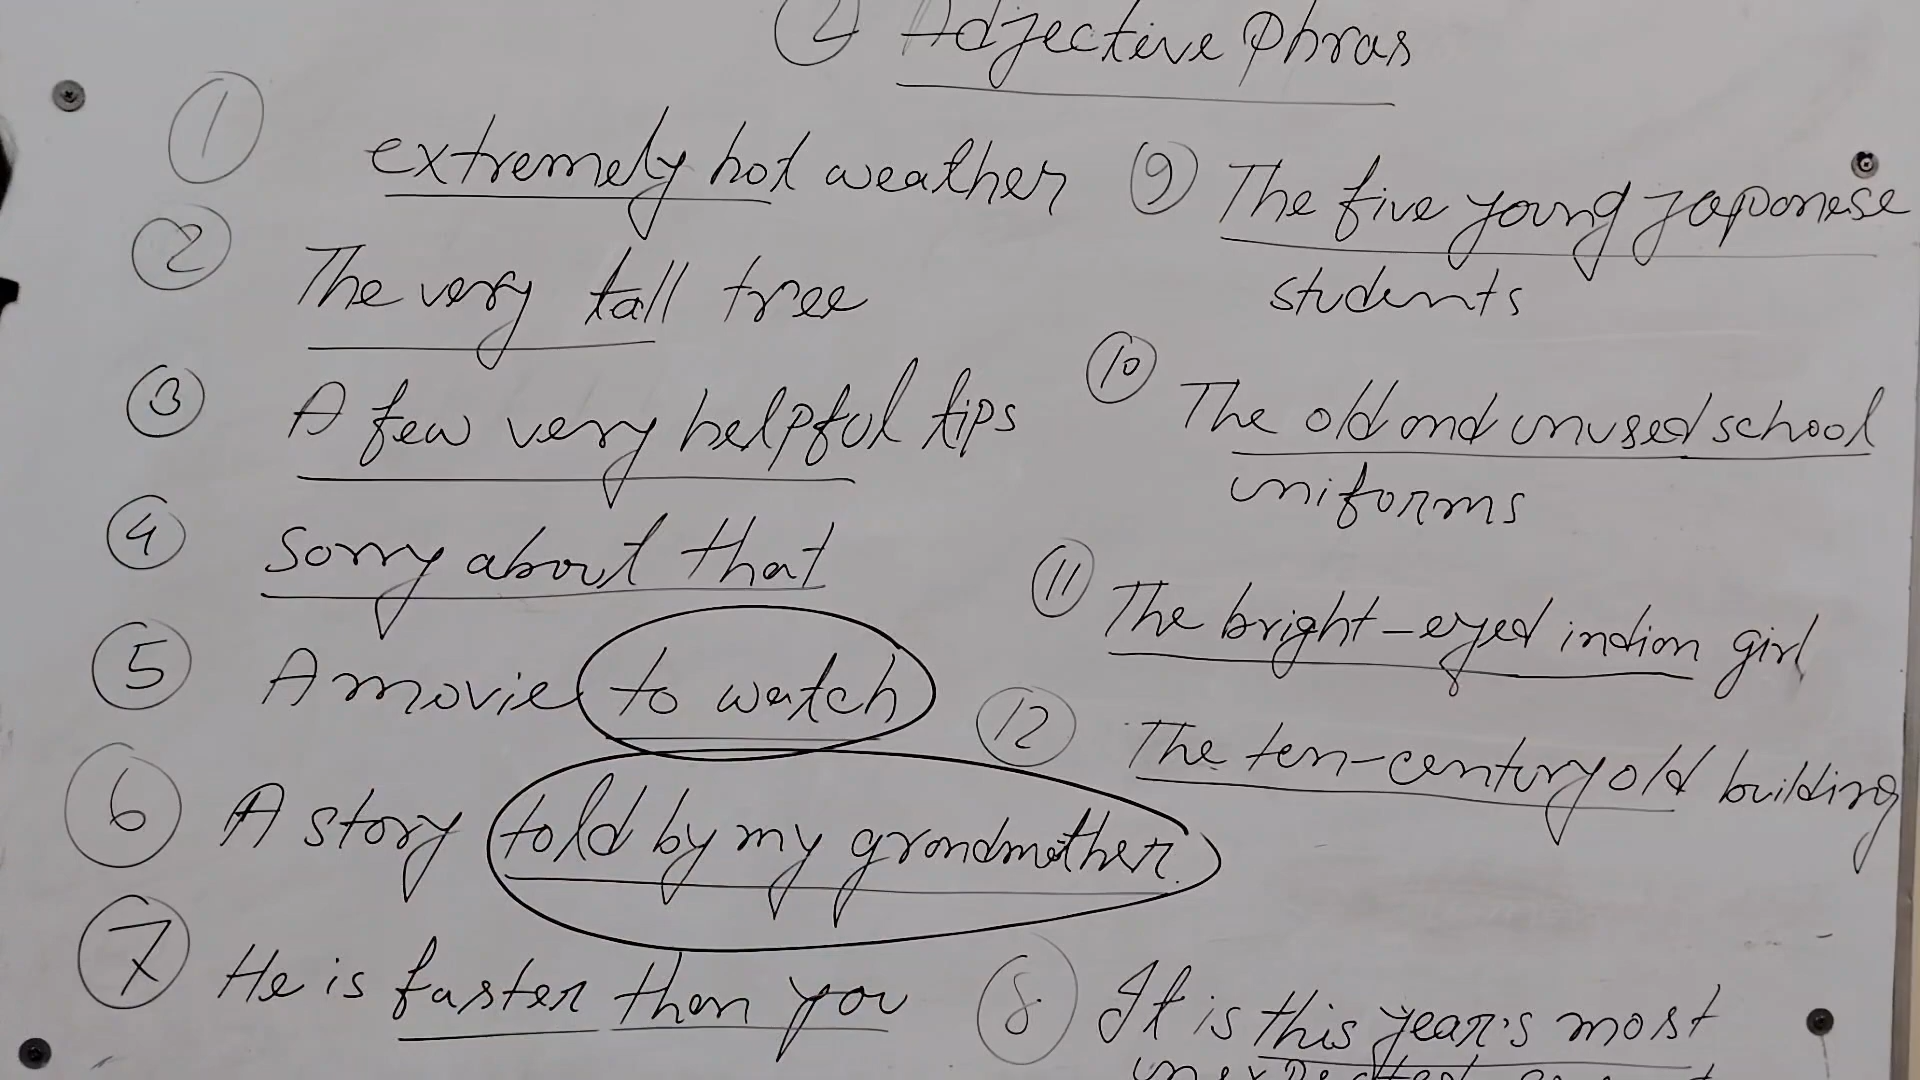 2 Adjective Phras
1 extremely hot weather
2 The very tall tree
3 A few very helpful tips
4 Sorry about that
5 A movie to watch
6 A story told by my grandmother.
7 He is faster then you
8 It is this year's most
unexpected
9 The five young Japanese
students
10 The old and unused school
uniforms
11 The bright-eyed indian girl
12 The ten-century old building